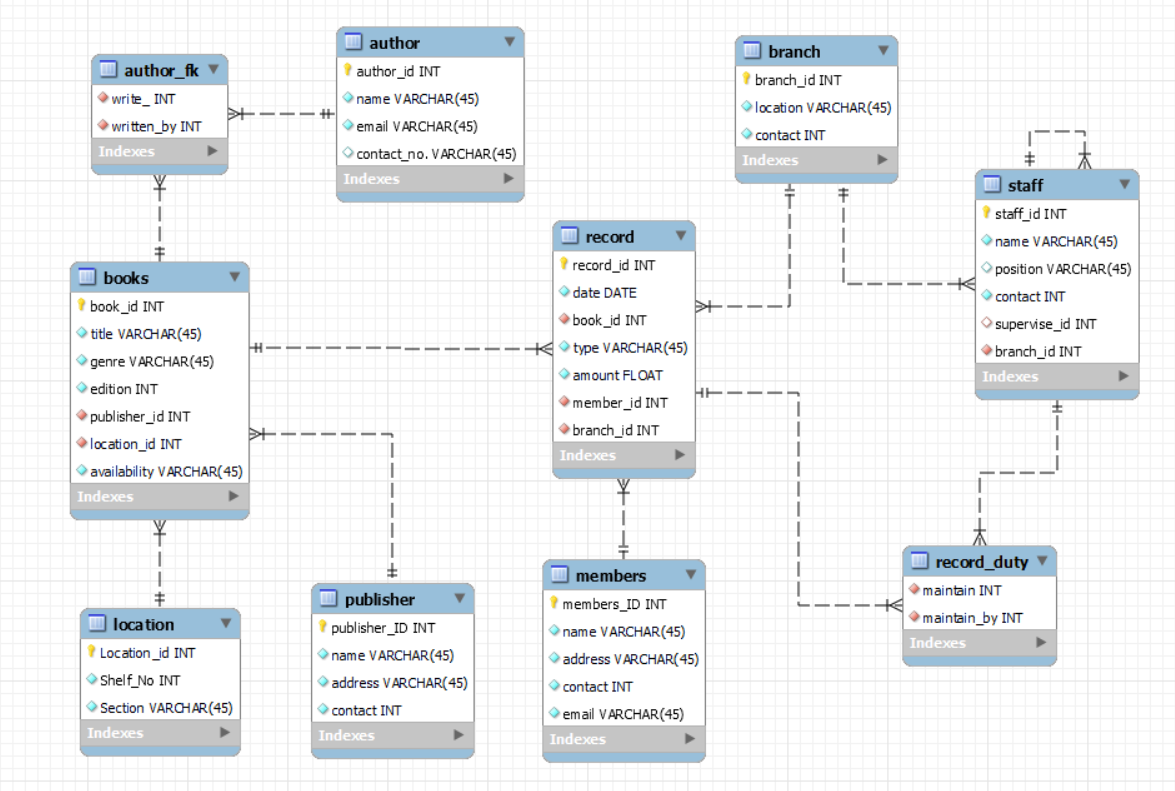 author_fk
write_ INT
written_by INT
Indexes
author
author_id INT
name VARCHAR(45)
email VARCHAR(45)
contact_no. VARCHAR(45)
Indexes
branch
branch_id INT
location VARCHAR(45)
contact INT
Indexes
staff
staff_id INT
name VARCHAR(45)
position VARCHAR(45)
contact INT
supervise_id INT
branch_id INT
Indexes
books
book_id INT
title VARCHAR(45)
genre VARCHAR(45)
edition INT
publisher_id INT
location_id INT
availability VARCHAR(45)
Indexes
record
record_id INT
date DATE
book_id INT
type VARCHAR(45)
amount FLOAT
member_id INT
branch_id INT
Indexes
location
Location_id INT
Shelf_No INT
Section VARCHAR(45)
Indexes
publisher
publisher_ID INT
name VARCHAR(45)
address VARCHAR(45)
contact INT
Indexes
members
members_ID INT
name VARCHAR(45)
address VARCHAR(45)
contact INT
email VARCHAR(45)
Indexes
record_duty
maintain INT
maintain_by INT
Indexes